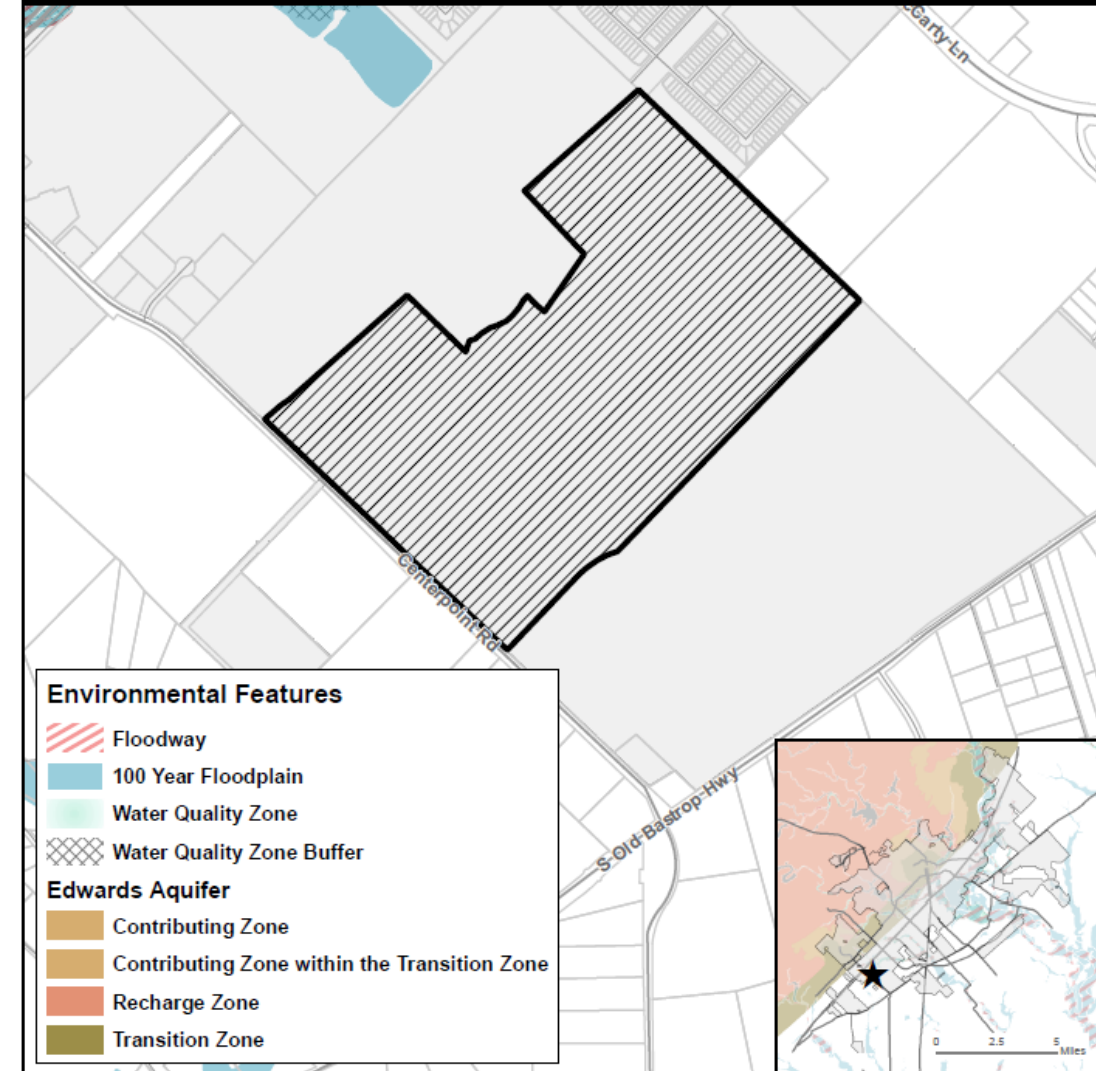 cCarty Ln
Centerpoint Rd
S Old Bastrop Hwy
Environmental Features
Floodway
100 Year Floodplain
Water Quality Zone
Water Quality Zone Buffer
Edwards Aquifer
Contributing Zone
Contributing Zone within the Transition Zone
Recharge Zone
Transition Zone
0 2.5 5
Miles